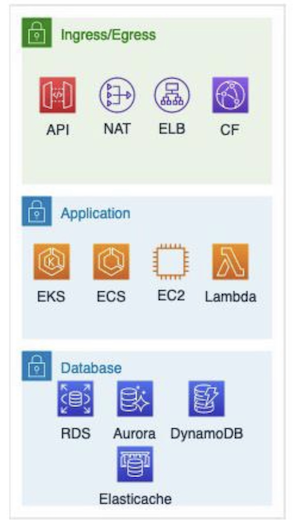 Ingress/Egress
API NAT ELB CF
Application
EKS ECS EC2 Lambda
Database
RDS Aurora DynamoDB
Elasticache